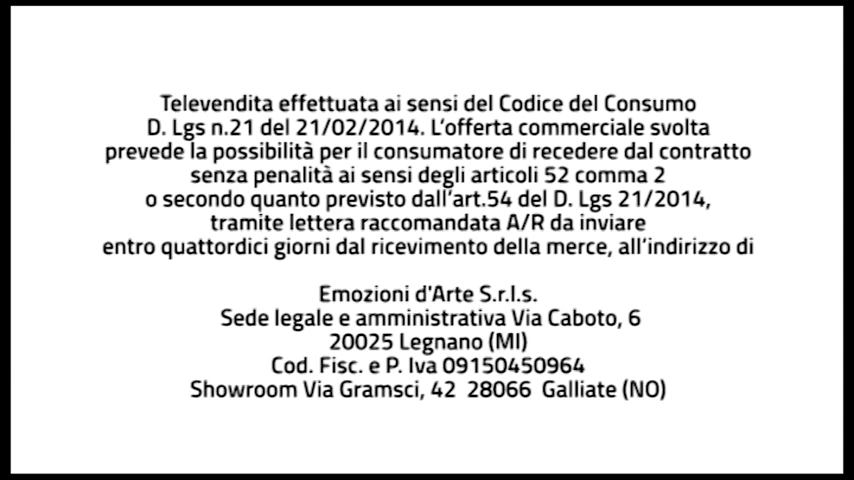 Televendita effettuata ai sensi del Codice del Consumo
D. Lgs n.21 del 21/02/2014. L'offerta commerciale svolta
prevede la possibilità per il consumatore di recedere dal contratto
senza penalità ai sensi degli articoli 52 comma 2
o secondo quanto previsto dall'art.54 del D. Lgs 21/2014,
tramite lettera raccomandata A/R da inviare
entro quattordici giorni dal ricevimento della merce, all'indirizzo di
Emozioni d'Arte S.r.l.s.
Sede legale e amministrativa Via Caboto, 6
20025 Legnano (MI)
Cod. Fisc. e P. Iva 09150450964
Showroom Via Gramsci, 42 28066 Galliate (NO)